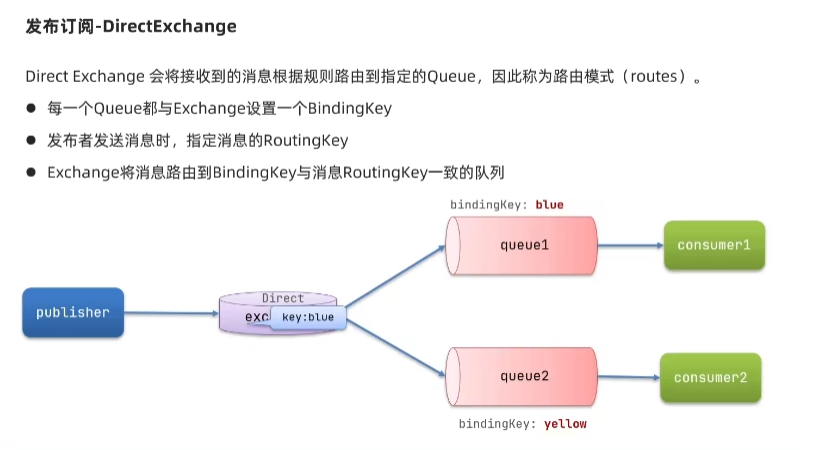 发布订阅-DirectExchange
Direct Exchange 会将接收到的消息根据规则路由到指定的Queue，因此称为路由模式（routes）。
● 每一个Queue都与Exchange设置一个BindingKey
● 发布者发送消息时，指定消息的RoutingKey
● Exchange将消息路由到BindingKey与消息RoutingKey一致的队列
bindingKey: blue
queue1
consumer1
Direct
publisher
exc
key:blue
queue2
consumer2
bindingKey: yellow